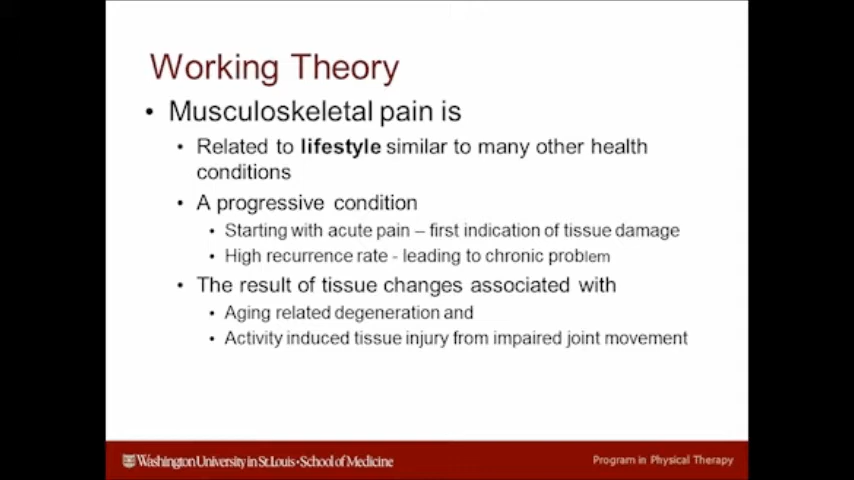 Working Theory
• Musculoskeletal pain is
• Related to lifestyle similar to many other health
conditions
• A progressive condition
• Starting with acute pain – first indication of tissue damage
• High recurrence rate - leading to chronic problem
• The result of tissue changes associated with
• Aging related degeneration and
• Activity induced tissue injury from impaired joint movement
Washington University in St. Louis • School of Medicine
Program in Physical Therapy